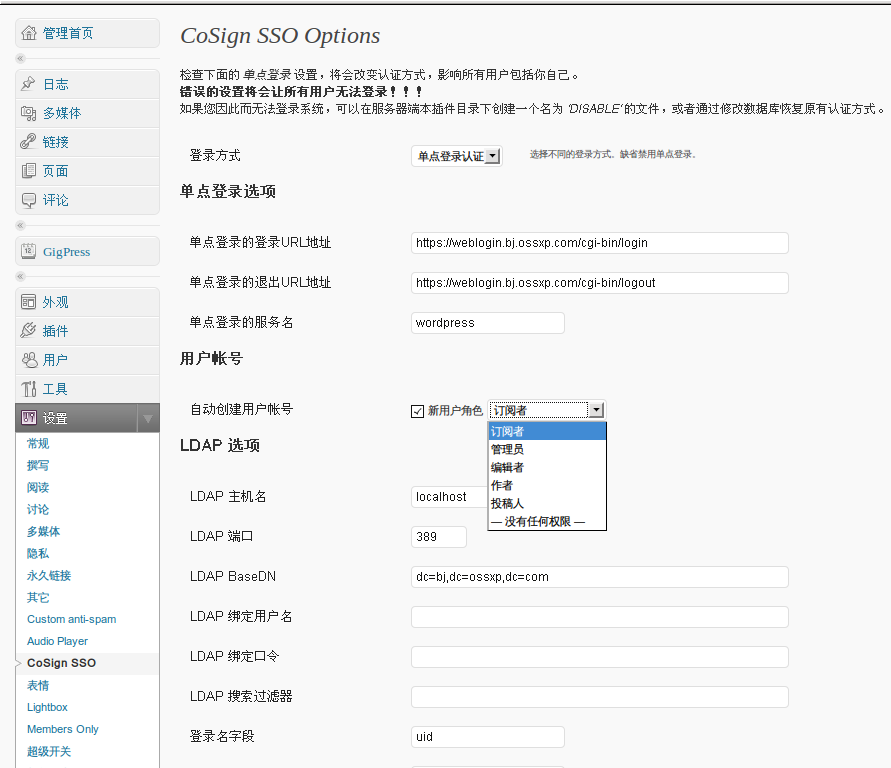 管理首页
日志
多媒体
链接
页面
评论
GigPress
外观
插件
用户
工具
设置
常规
撰写
阅读
讨论
多媒体
隐私
永久链接
其它
Custom anti-spam
Audio Player
CoSign SSO
表情
Lightbox
Members Only
超级开关
CoSign SSO Options
检查下面的 单点登录 设置，将会改变认证方式，影响所有用户包括你自己。
错误的设置将会让所有用户无法登录！！！
如果您因此而无法登录系统，可以在服务器端本插件目录下创建一个名为 'DISABLE' 的文件，或者通过修改数据库恢复原有认证方式。
登录方式 单点登录认证 选择不同的登录方式。缺省禁用单点登录。
单点登录选项
单点登录的登录URL地址 https://weblogin.bj.ossxp.com/cgi-bin/login
单点登录的退出URL地址 https://weblogin.bj.ossxp.com/cgi-bin/logout
单点登录的服务名 wordpress
用户帐号
自动创建用户帐号 新用户角色 订阅者
订阅者
管理员
编辑者
作者
投稿人
— 没有任何权限 —
LDAP 选项
LDAP 主机名 localhost
LDAP 端口 389
LDAP BaseDN dc=bj,dc=ossxp,dc=com
LDAP 绑定用户名
LDAP 绑定口令
LDAP 搜索过滤器
登录名字段 uid